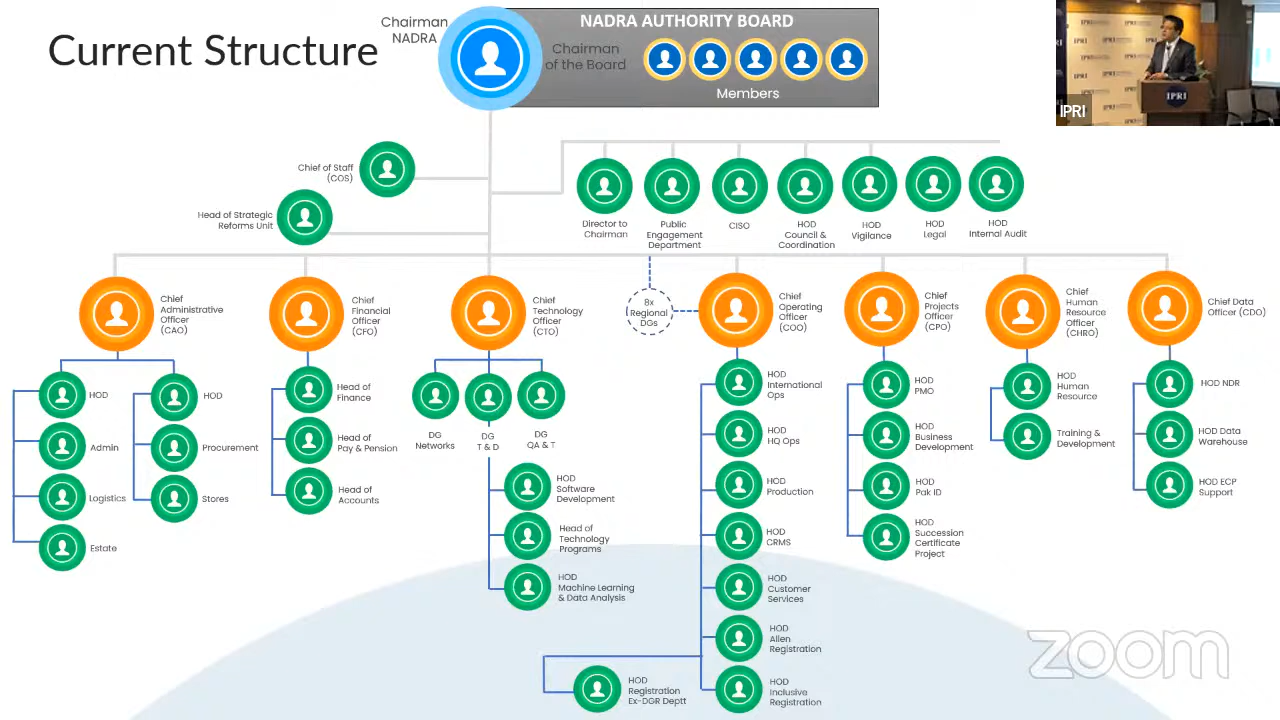 Current Structure
Chairman
NADRA
NADRA AUTHORITY BOARD
Chairman
of the Board
Members
IPRI
IPRI
IPRI
Chief of Staff
(COS)
Head of Strategic
Reforms Unit
Director to
Chairman
Public
Engagement
Department
CISO
HOD
Council &
Coordination
HOD
Vigilance
HOD
Legal
HOD
Internal Audit
Chief
Administrative
Officer
(CAO)
Chief
Financial
Officer
(CFO)
Chief
Technology
Officer
(CTO)
8x
Regional
DGs
Chief
Operating
Officer
(COO)
Chief
Projects
Officer
(CPO)
Chief
Human
Resource
Officer
(CHRO)
Chief Data
Officer (CDO)
HOD
Admin
Logistics
Estate
HOD
Procurement
Stores
Head of
Finance
Head of
Pay & Pension
Head of
Accounts
DG
Networks
DG
T & D
DG
QA & T
HOD
Software
Development
Head of
Technology
Programs
HOD
Machine Learning
& Data Analysis
HOD
International
Ops
HOD
HQ Ops
HOD
Production
HOD
CRMS
HOD
Customer
Services
HOD
Alien
Registration
HOD
Inclusive
Registration
HOD
Registration
Ex-DGR Deptt
HOD
PMO
HOD
Business
Development
HOD
Pak ID
HOD
Succession
Certificate
Project
HOD
Human
Resource
Training &
Development
HOD NDR
HOD Data
Warehouse
HOD ECP
Support
zoom